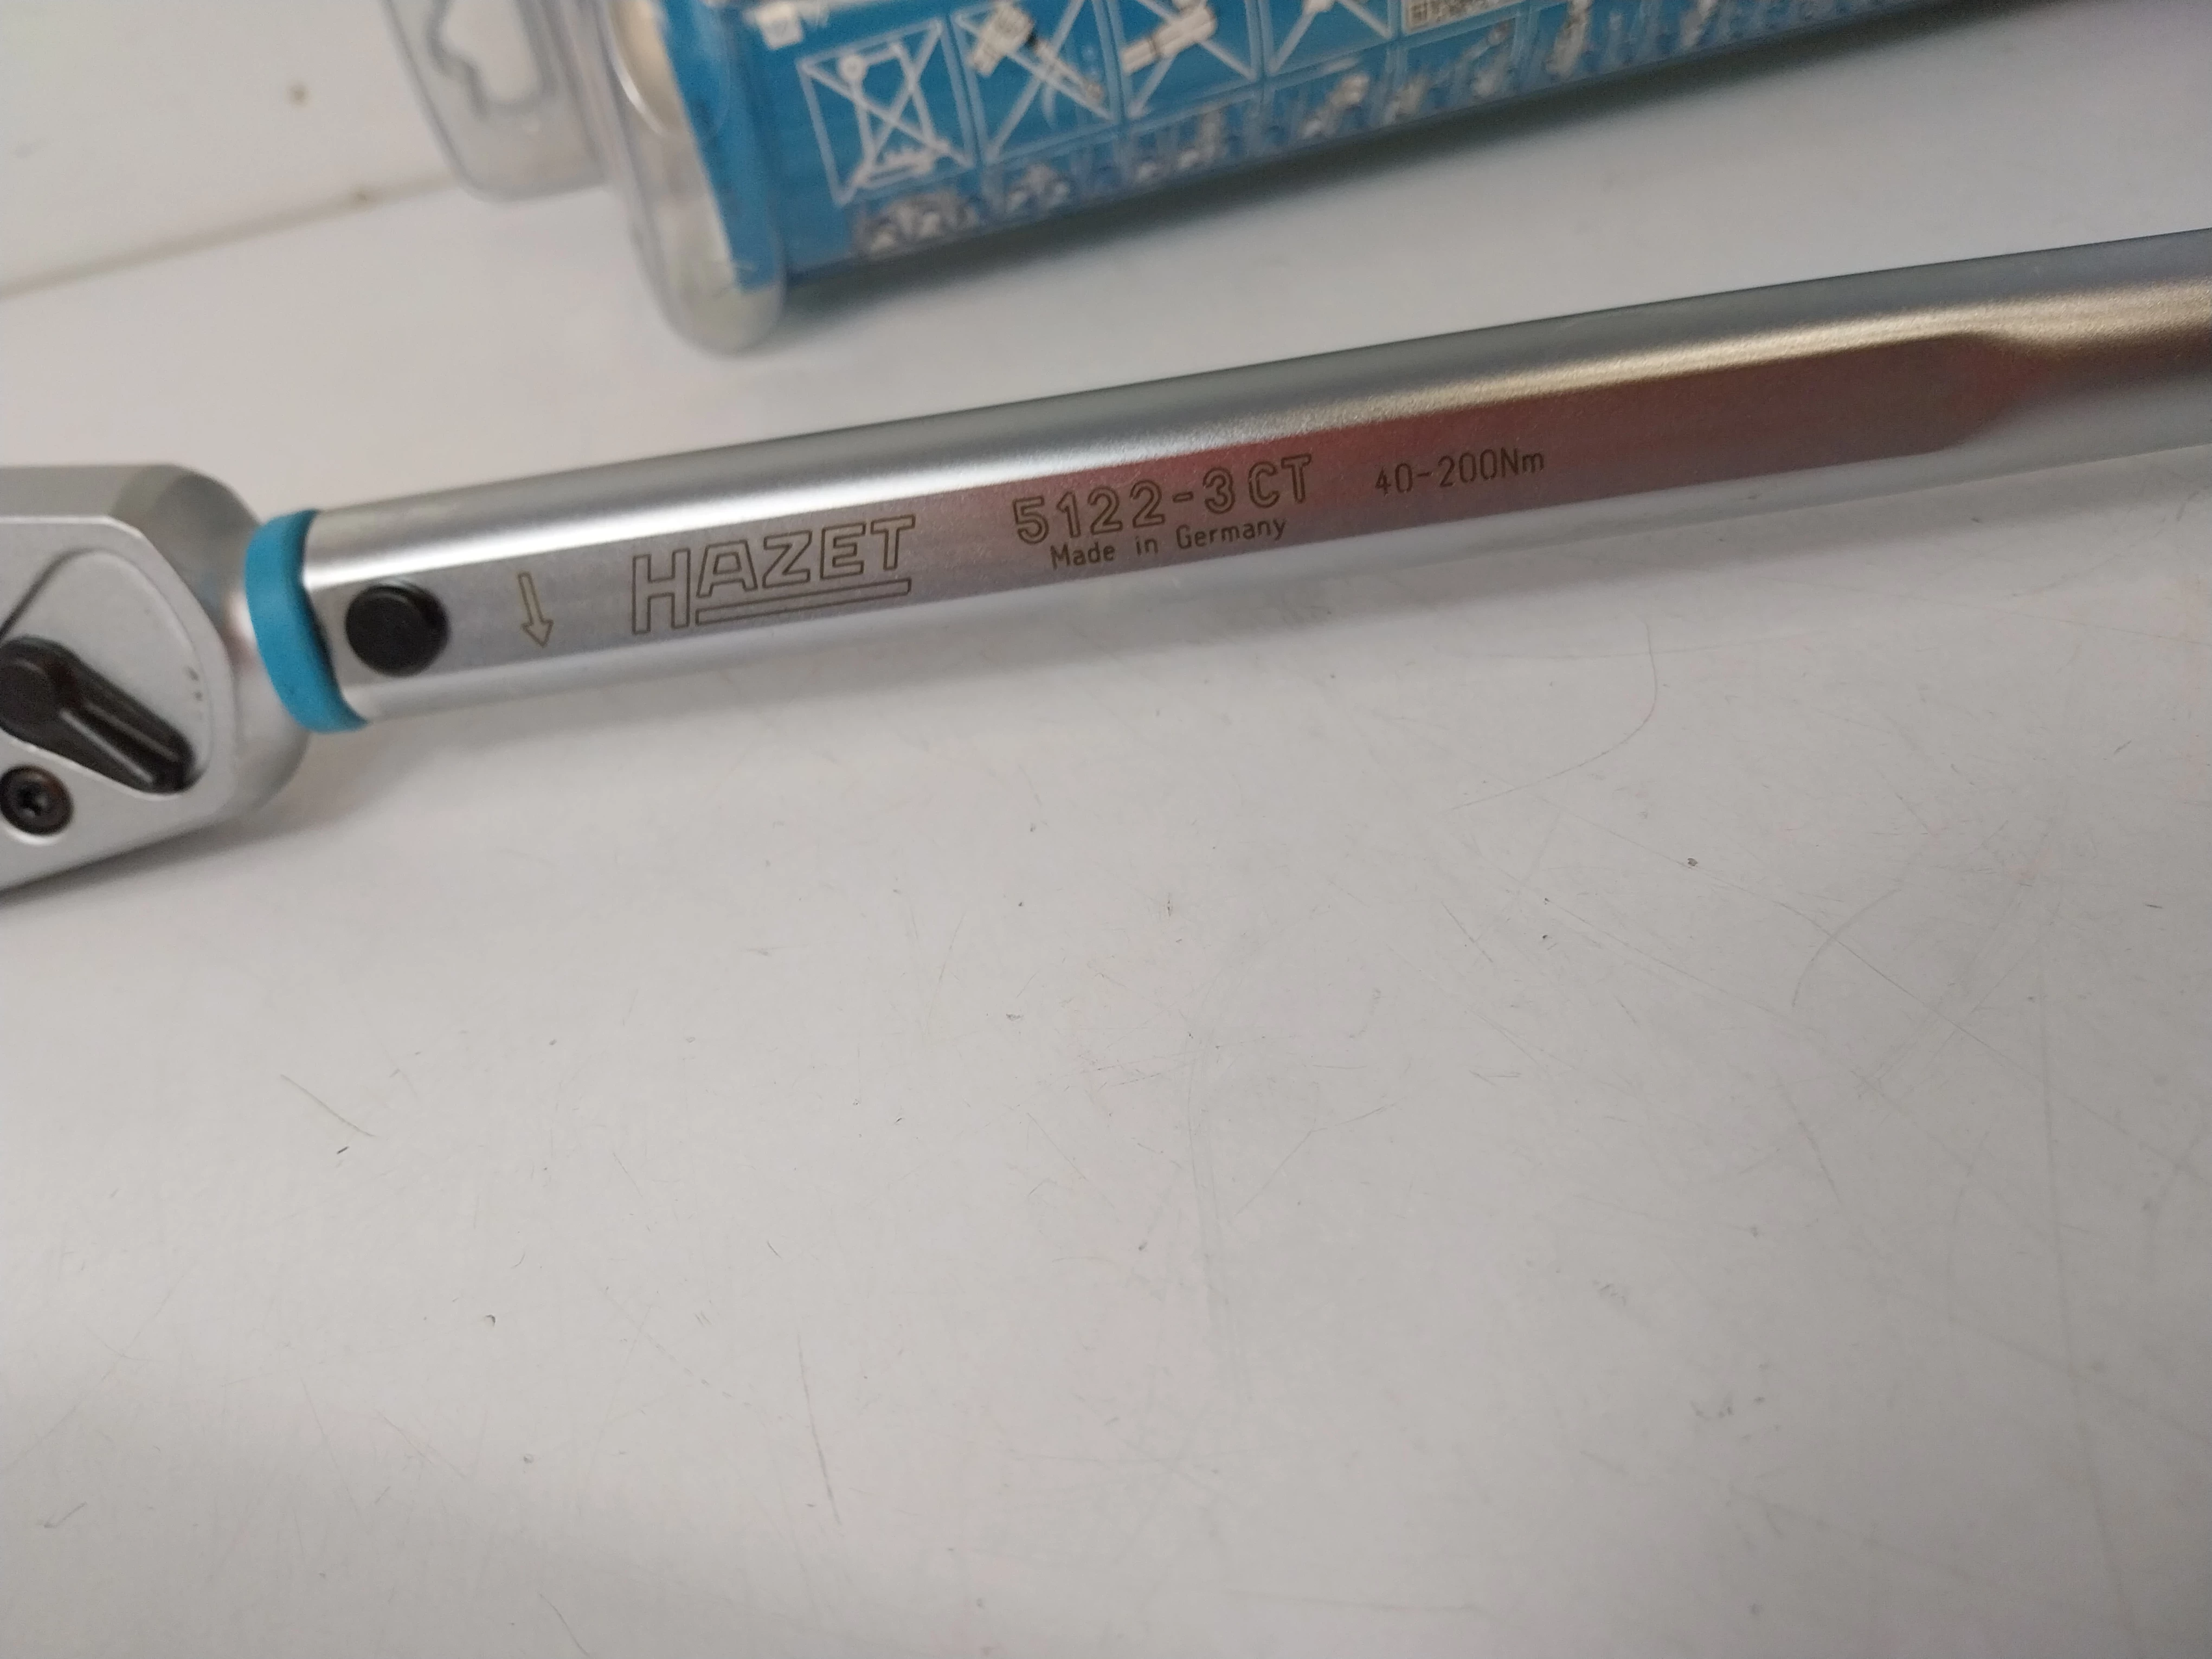 HAZET 5122-3CT 40-200Nm
Made in Germany